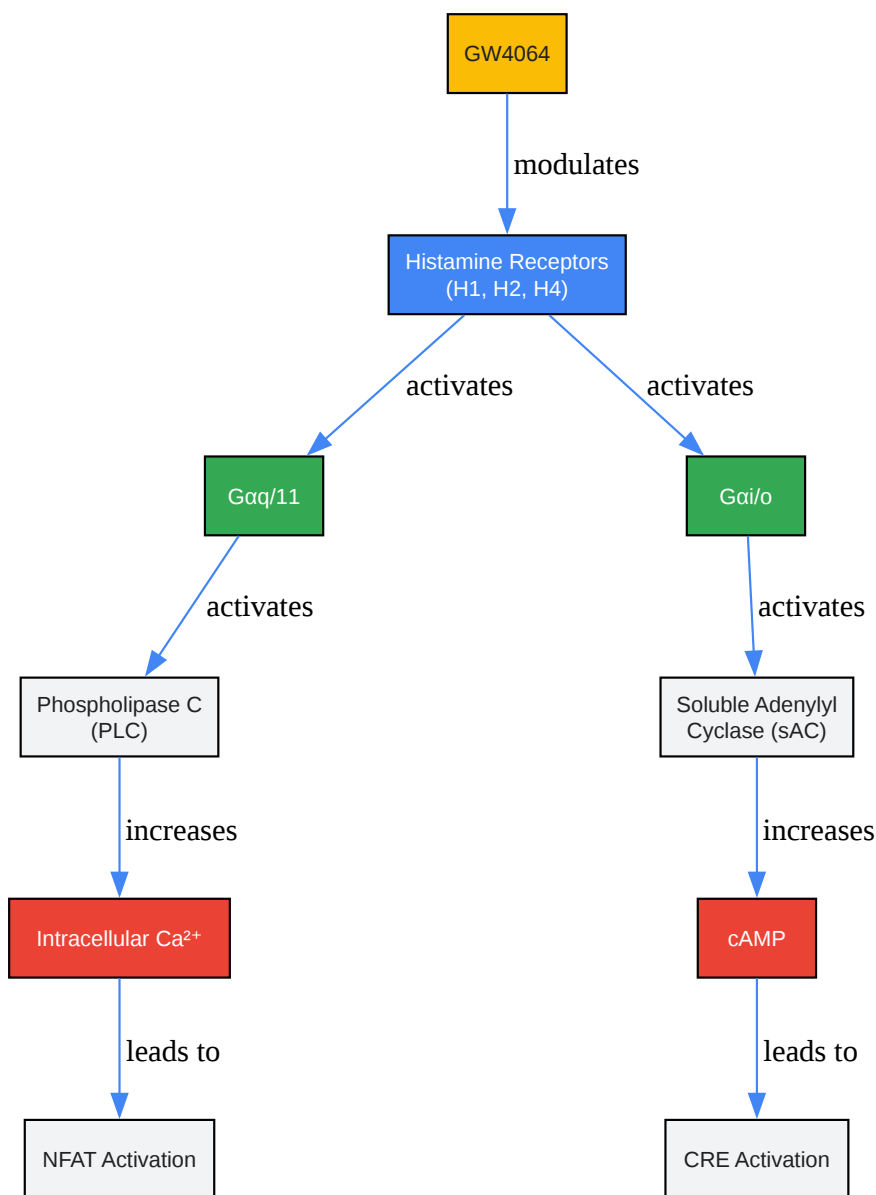 GW4064
modulates
Histamine Receptors
(H1, H2, H4)
activates
activates
Gαq/11
Gαi/o
activates
activates
Phospholipase C
(PLC)
Soluble Adenylyl
Cyclase (sAC)
increases
increases
Intracellular Ca²⁺
cAMP
leads to
leads to
NFAT Activation
CRE Activation